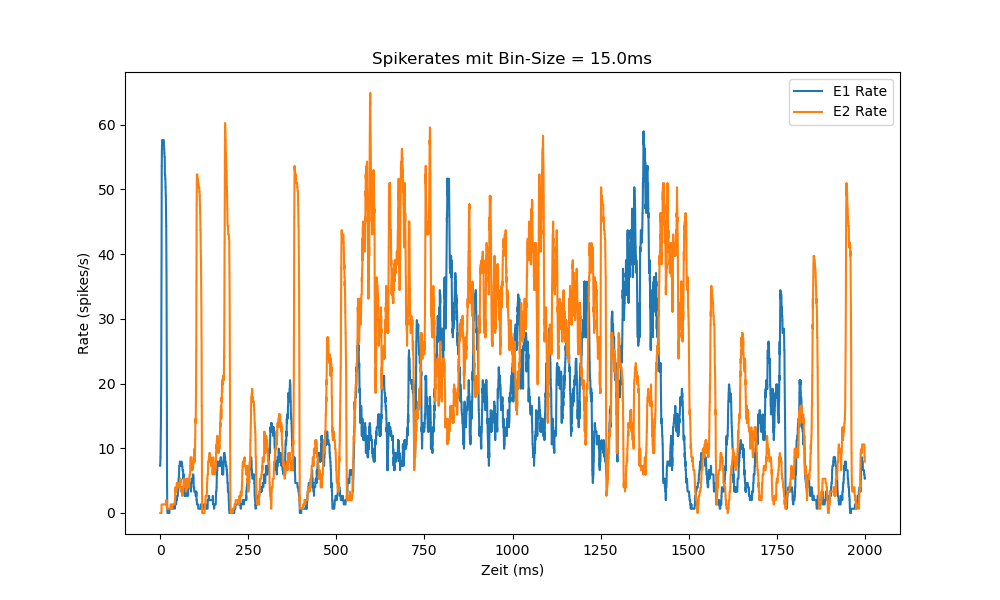 Spikerates mit Bin-Size = 15.0ms
E1 Rate
E2 Rate
Rate (spikes/s)
60
50
40
30
20
10
0
0 250 500 750 1000 1250 1500 1750 2000
Zeit (ms)